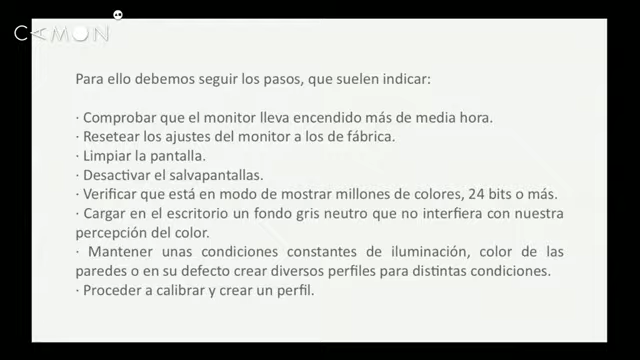 CAMON
Para ello debemos seguir los pasos, que suelen indicar:
· Comprobar que el monitor lleva encendido más de media hora.
· Resetear los ajustes del monitor a los de fábrica.
· Limpiar la pantalla.
· Desactivar el salvapantallas.
· Verificar que está en modo de mostrar millones de colores, 24 bits o más.
· Cargar en el escritorio un fondo gris neutro que no interfiera con nuestra
percepción del color.
· Mantener unas condiciones constantes de iluminación, color de las
paredes o en su defecto crear diversos perfiles para distintas condiciones.
· Proceder a calibrar y crear un perfil.